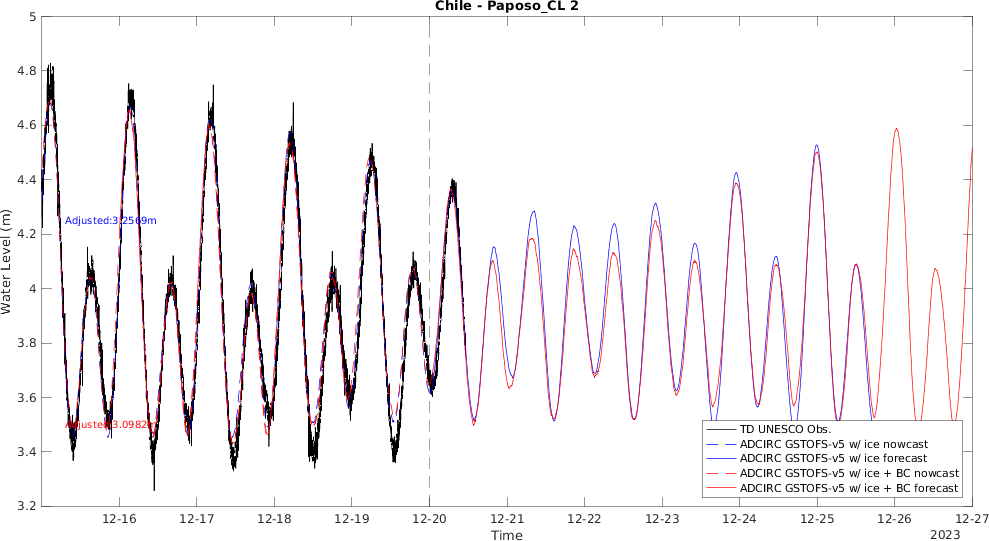 Chile - Paposo_CL 2
5
4.8
4.6
4.4
4.2
4
3.8
3.6
3.4
3.2
Water Level (m)
Adjusted:3.2569m
Adjusted:3.0982m
TD UNESCO Obs.
ADCIRC GSTOFS-v5 w/ ice nowcast
ADCIRC GSTOFS-v5 w/ ice forecast
ADCIRC GSTOFS-v5 w/ ice + BC nowcast
ADCIRC GSTOFS-v5 w/ ice + BC forecast
12-16 12-17 12-18 12-19 12-20 12-21 12-22 12-23 12-24 12-25 12-26 12-27
Time
2023